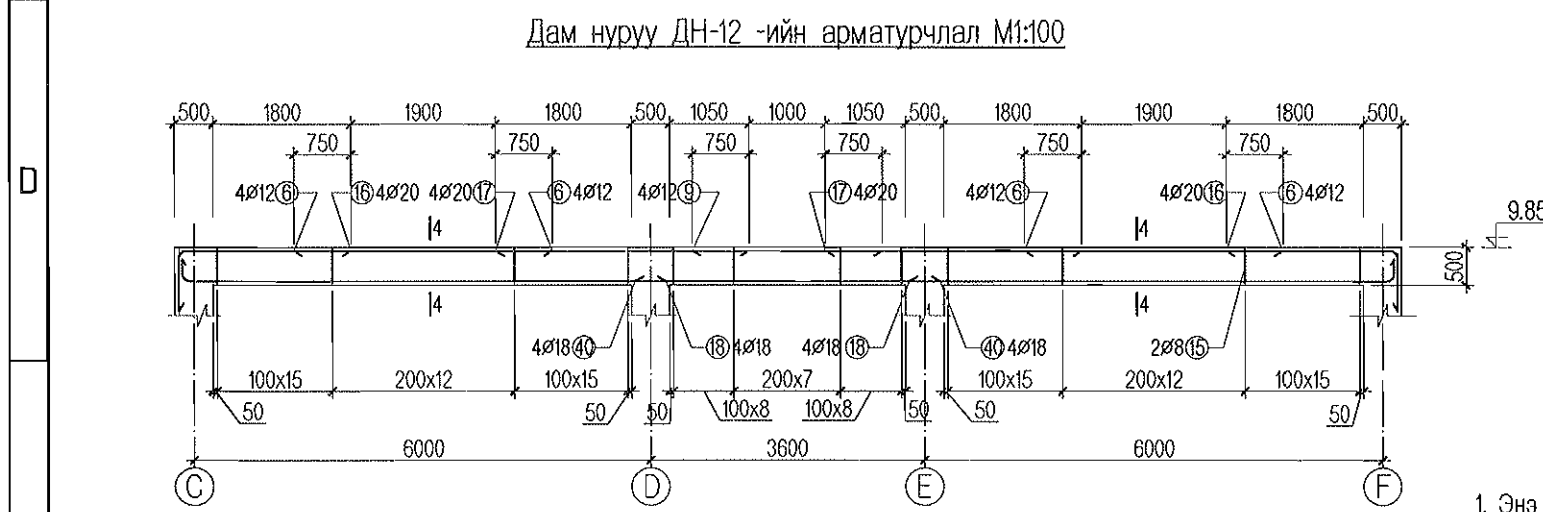 Дам нуруу ДН-12 -ийн арматурчлал М1:100
500 1800 1900 1800 500 1050 1000 1050 500 1800 1900 1800 500
750 750 750 750 750 750
4ø12 6 16 4ø20 4ø20 17 6 4ø12 4ø12 9 17 4ø20 4ø12 6 4ø20 16 6 4ø12
4 4 9.85
500
4 4
4ø18 40 18 4ø18 4ø18 18 40 4ø18 2ø8 15
100x15 200x12 100x15 200x7 100x15 200x12 100x15
50 50 50 100x8 100x8 50 50 50
6000 3600 6000
C D E F
1. Энэ
D